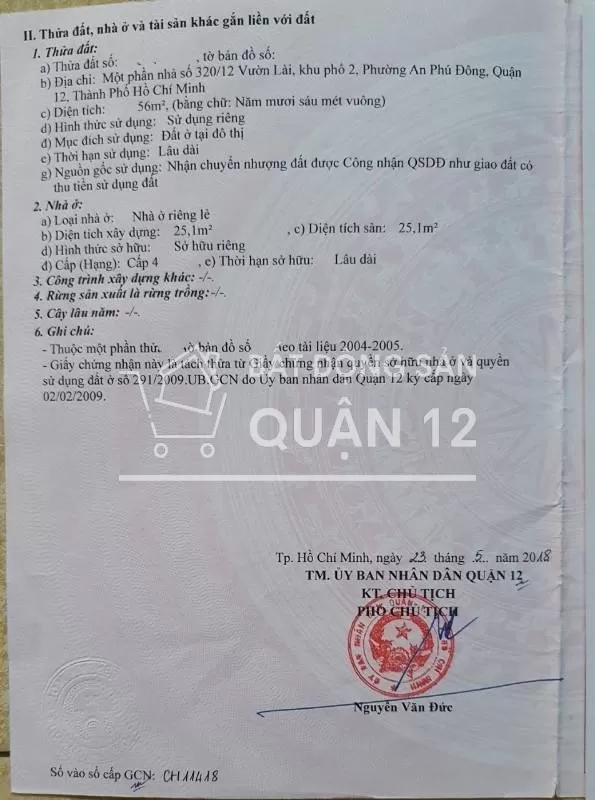 II. Thửa đất, nhà ở và tài sản khác gắn liền với đất
1. Thửa đất:
a) Thửa đất số: , tờ bản đồ số:
b) Địa chỉ: Một phần nhà số 320/12 Vườn Lài, khu phố 2, Phường An Phú Đông, Quận
12, Thành Phố Hồ Chí Minh
c) Diện tích: 56m², (bằng chữ: Năm mươi sáu mét vuông)
d) Hình thức sử dụng: Sử dụng riêng
đ) Mục đích sử dụng: Đất ở tại đô thị
e) Thời hạn sử dụng: Lâu dài
g) Nguồn gốc sử dụng: Nhận chuyển nhượng đất được Công nhận QSDĐ như giao đất có
thu tiền sử dụng đất
2. Nhà ở:
a) Loại nhà ở: Nhà ở riêng lẻ
b) Diện tích xây dựng: 25,1m² , c) Diện tích sàn: 25,1m²
d) Hình thức sở hữu: Sở hữu riêng
đ) Cấp (Hạng): Cấp 4 , e) Thời hạn sở hữu: Lâu dài
3. Công trình xây dựng khác: -/-.
4. Rừng sản xuất là rừng trồng:-/-.
5. Cây lâu năm: -/-.
6. Ghi chú:
- Thuộc một phần thửa tờ bản đồ số theo tài liệu 2004-2005.
- Giấy chứng nhận này là tách thửa từ Giấy chứng nhận quyền sở hữu nhà ở và quyền
sử dụng đất ở số 291/2009.UB.GCN do Ủy ban nhân dân Quận 12 ký cấp ngày
02/02/2009.
BẤT ĐỘNG SẢN
QUẬN 12
Tp. Hồ Chí Minh, ngày 23 tháng 5 năm 2018
TM. ỦY BAN NHÂN DÂN QUẬN 12
KT. CHỦ TỊCH
PHÓ CHỦ TỊCH
Nguyễn Văn Đức
Số vào sổ cấp GCN: CH11418